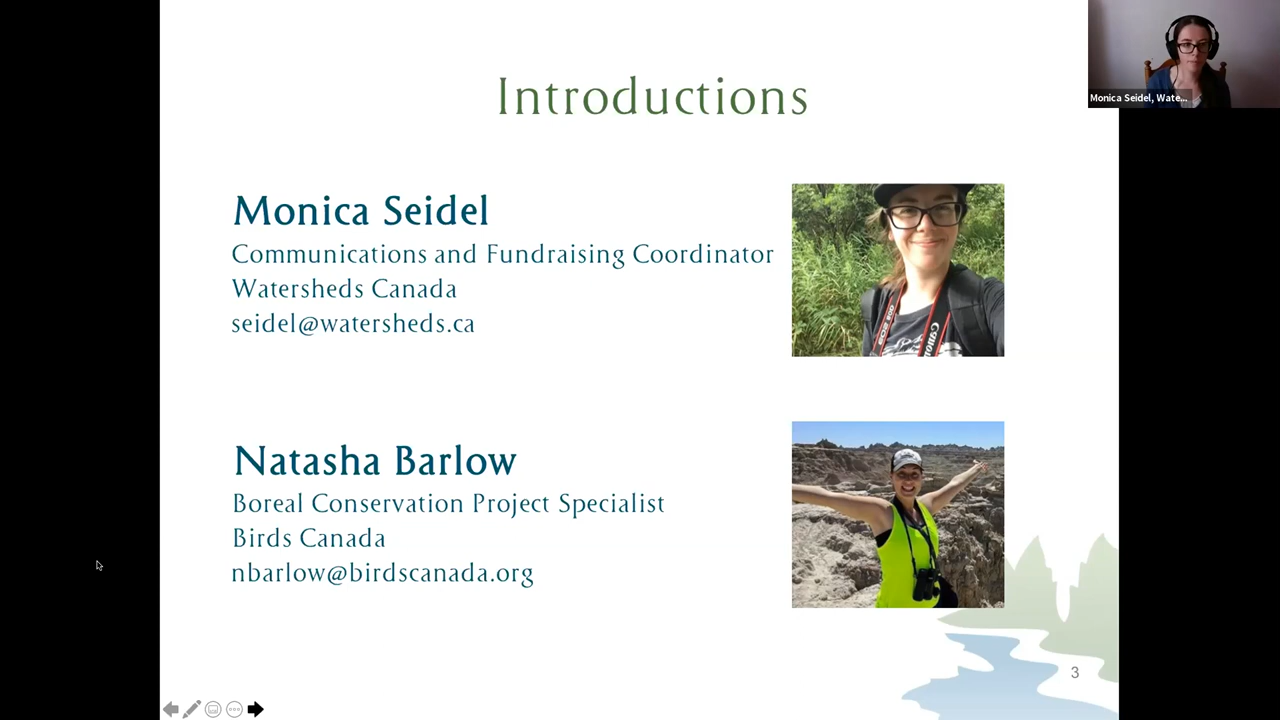 Introductions
Monica Seidel
Communications and Fundraising Coordinator
Watersheds Canada
seidel@watersheds.ca
Natasha Barlow
Boreal Conservation Project Specialist
Birds Canada
nbarlow@birdscanada.org
3
Monica Seidel, Wate...
Canon